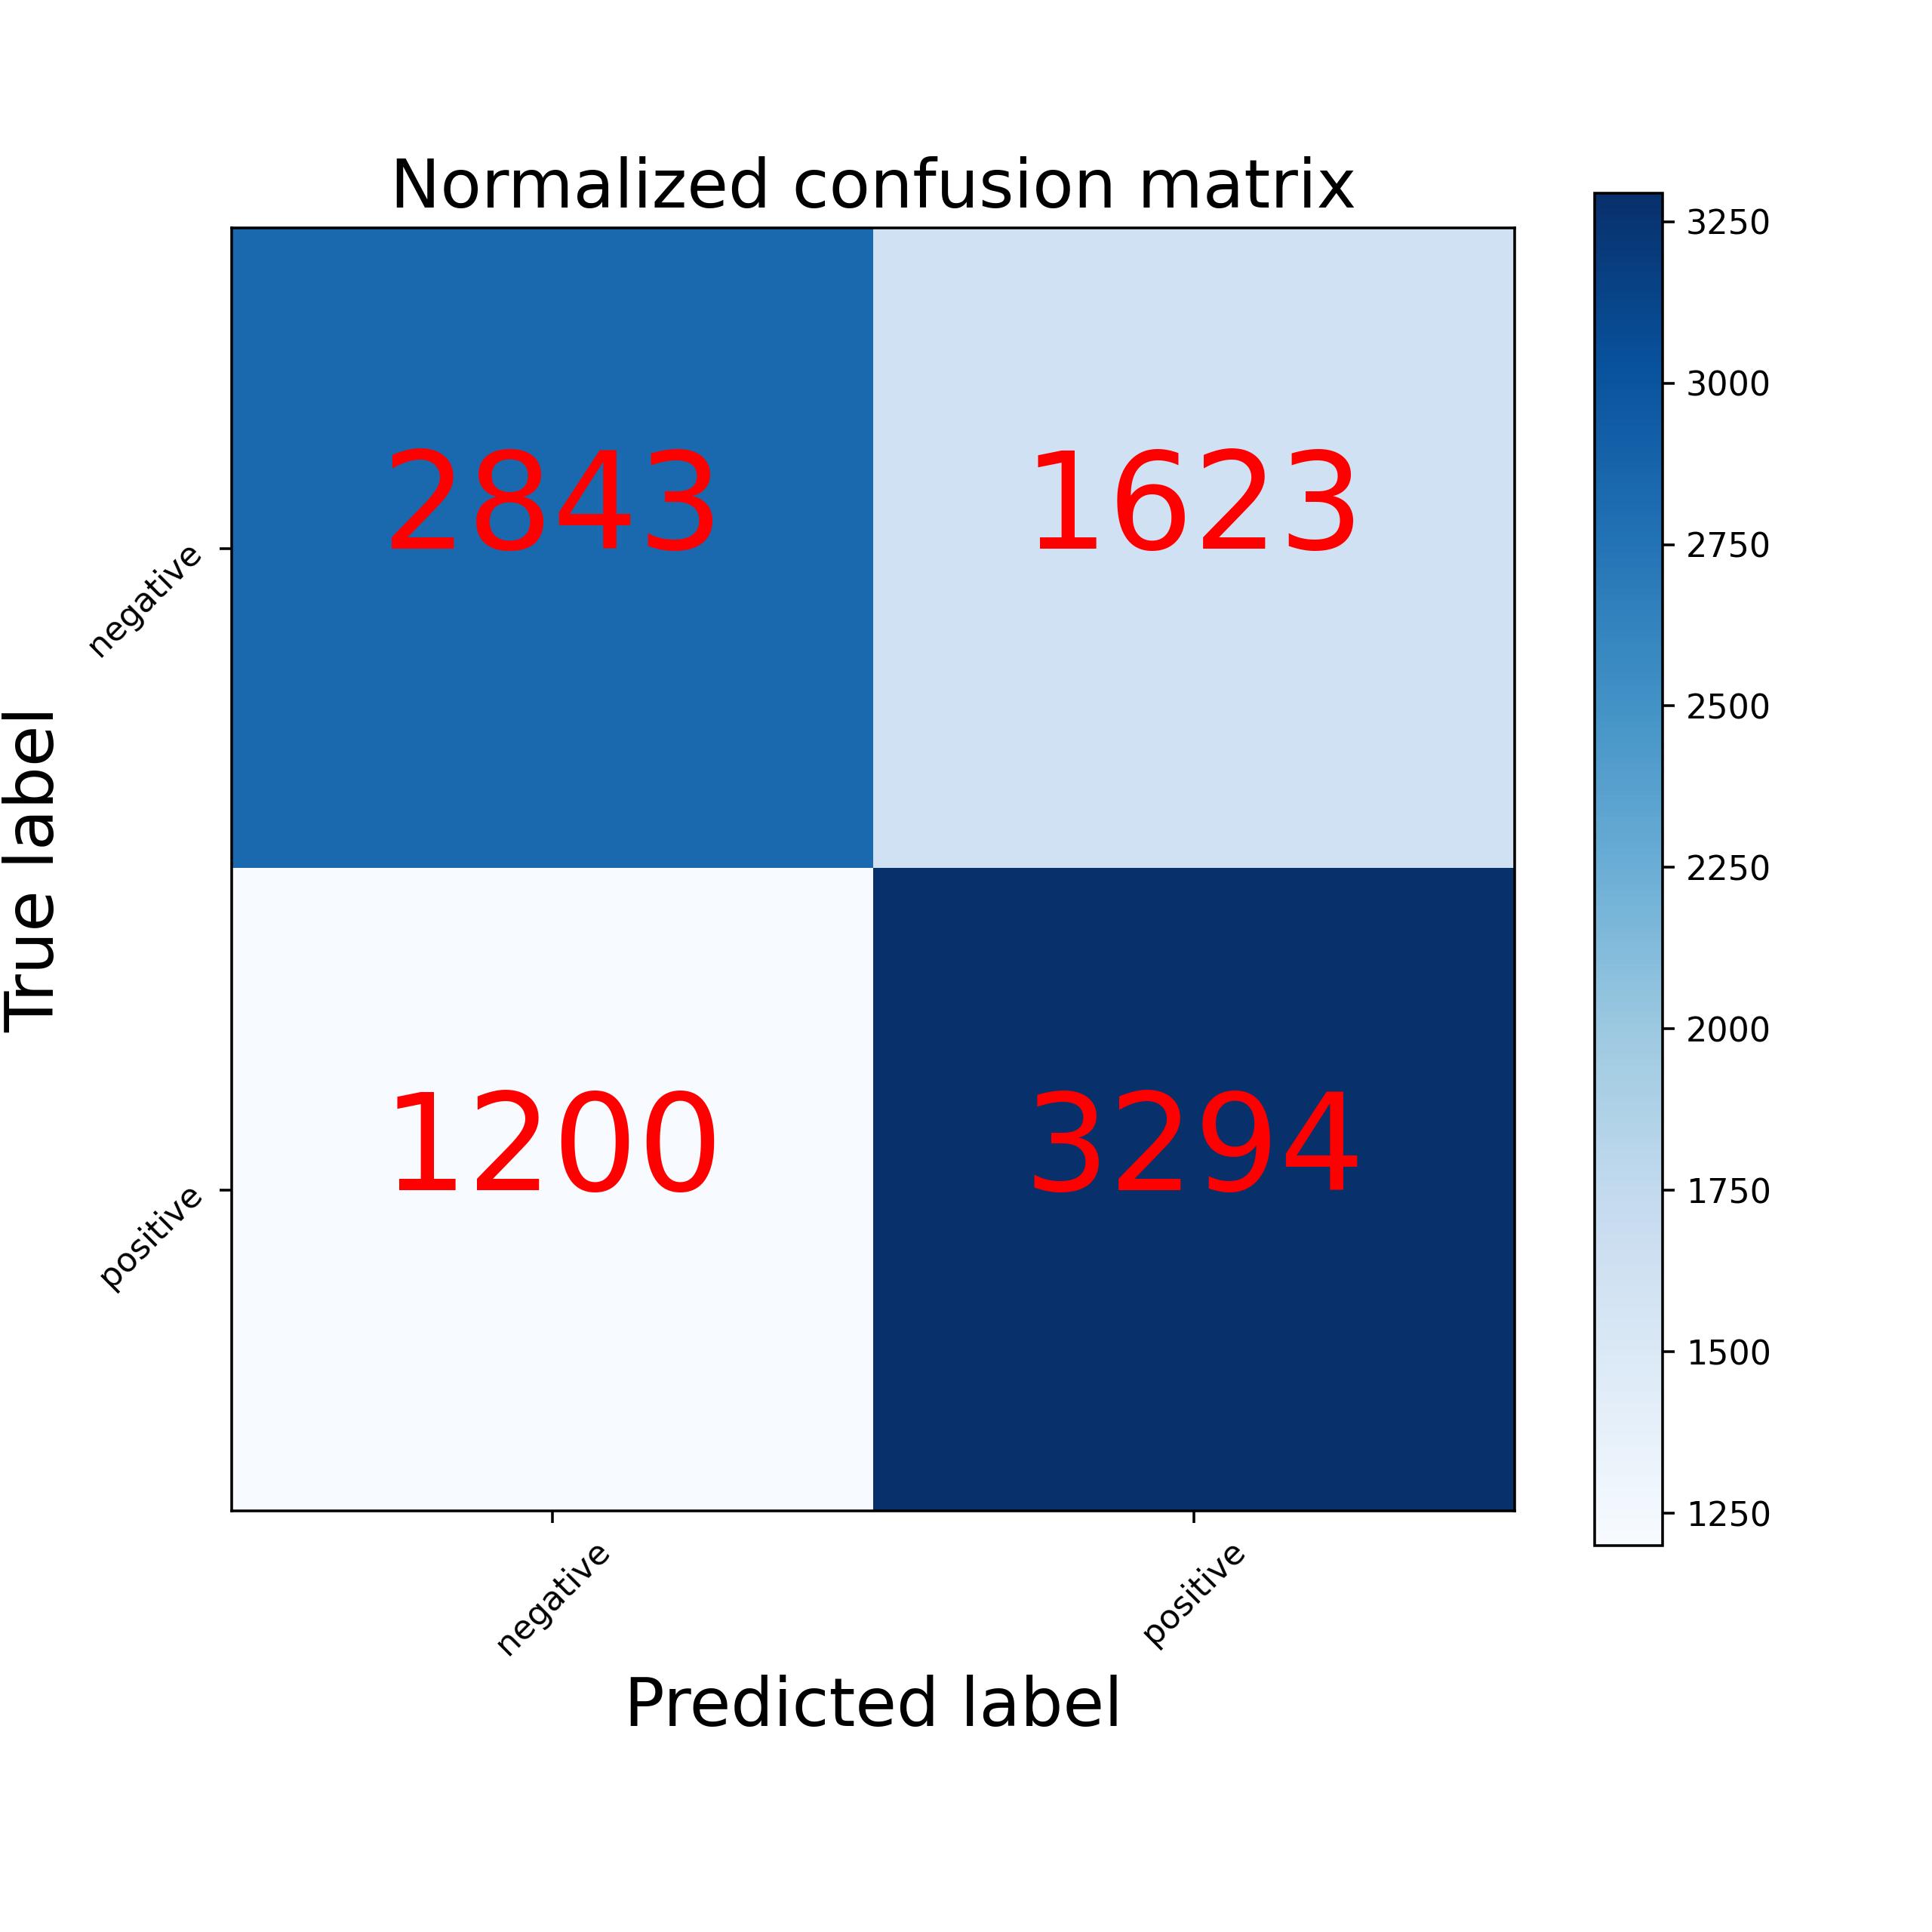 Normalized confusion matrix
True label
negative
positive
2843 1623
1200 3294
negative
positive
Predicted label
3250
3000
2750
2500
2250
2000
1750
1500
1250